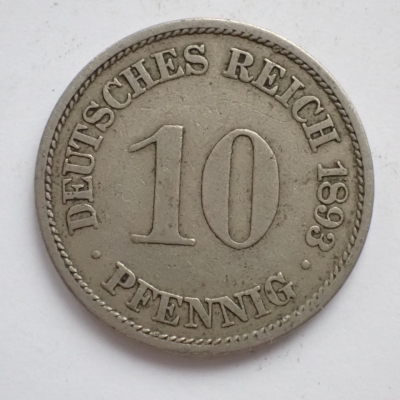 DEUTSCHES REICH 1893
10
· PFENNIG ·